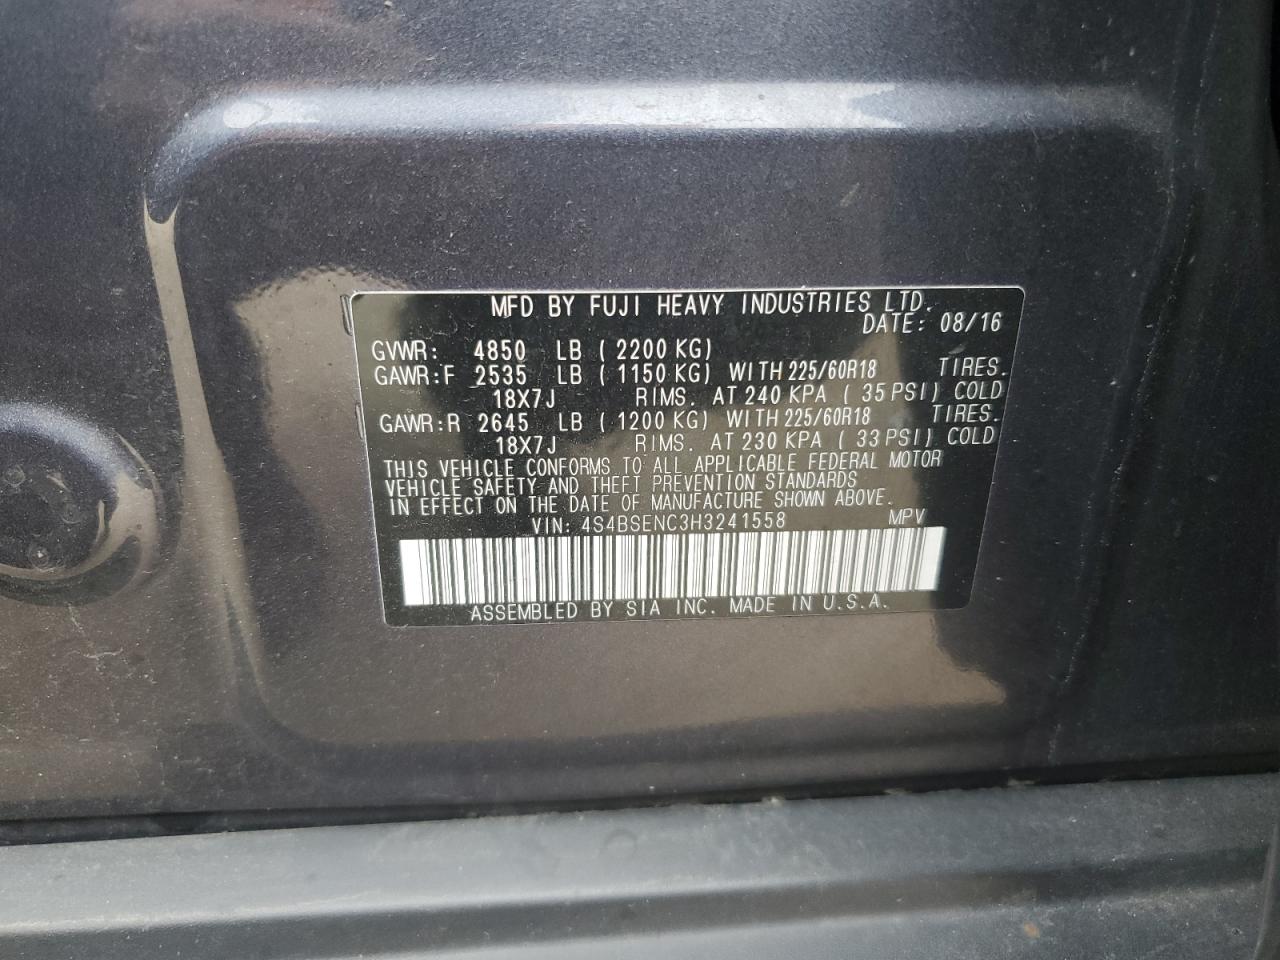 MFD BY FUJI HEAVY INDUSTRIES LTD.
DATE: 08/16
GVWR: 4850 LB ( 2200 KG)
GAWR:F 2535 LB ( 1150 KG) WITH 225/60R18 TIRES.
18X7J RIMS. AT 240 KPA ( 35 PSI) COLD
GAWR:R 2645 LB ( 1200 KG) WITH 225/60R18 TIRES.
18X7J RIMS. AT 230 KPA ( 33 PSI) COLD
THIS VEHICLE CONFORMS TO ALL APPLICABLE FEDERAL MOTOR
VEHICLE SAFETY AND THEFT PREVENTION STANDARDS
IN EFFECT ON THE DATE OF MANUFACTURE SHOWN ABOVE.
VIN: 4S4BSENC3H3241558 MPV
ASSEMBLED BY SIA INC. MADE IN U.S.A.